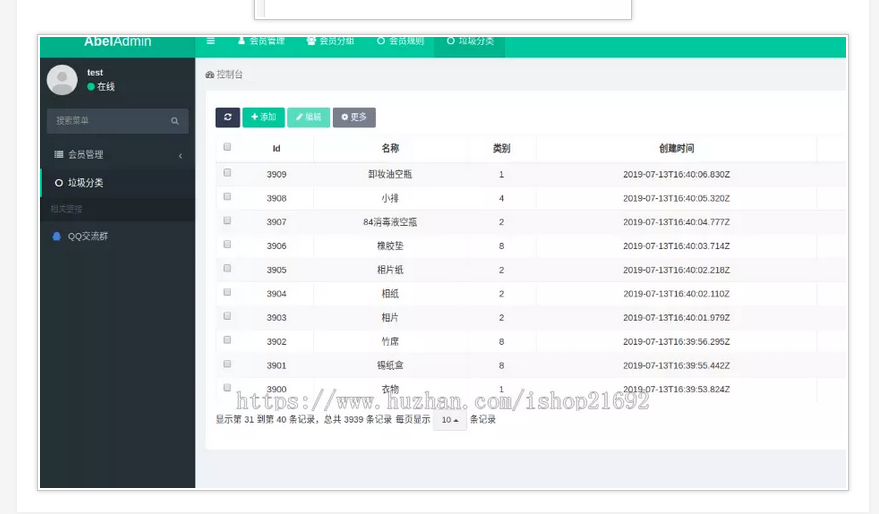 AbelAdmin
会员管理 会员分组 会员规则 垃圾分类
test
在线
控制台
搜索菜单
添加 编辑 更多
会员管理
垃圾分类
相关链接
QQ交流群
Id 名称 类别 创建时间
3909 卸妆油空瓶 1 2019-07-13T16:40:06.830Z
3908 小排 4 2019-07-13T16:40:05.320Z
3907 84消毒液空瓶 2 2019-07-13T16:40:04.777Z
3906 橡胶垫 8 2019-07-13T16:40:03.714Z
3905 相片纸 2 2019-07-13T16:40:02.218Z
3904 相纸 2 2019-07-13T16:40:02.110Z
3903 相片 2 2019-07-13T16:40:01.979Z
3902 竹席 8 2019-07-13T16:39:56.295Z
3901 锡纸盒 8 2019-07-13T16:39:55.442Z
3900 衣物 1 2019-07-13T16:39:53.824Z
https://www.huzhan.com/ishop21692
显示第 31 到第 40 条记录，总共 3939 条记录 每页显示 10 条记录